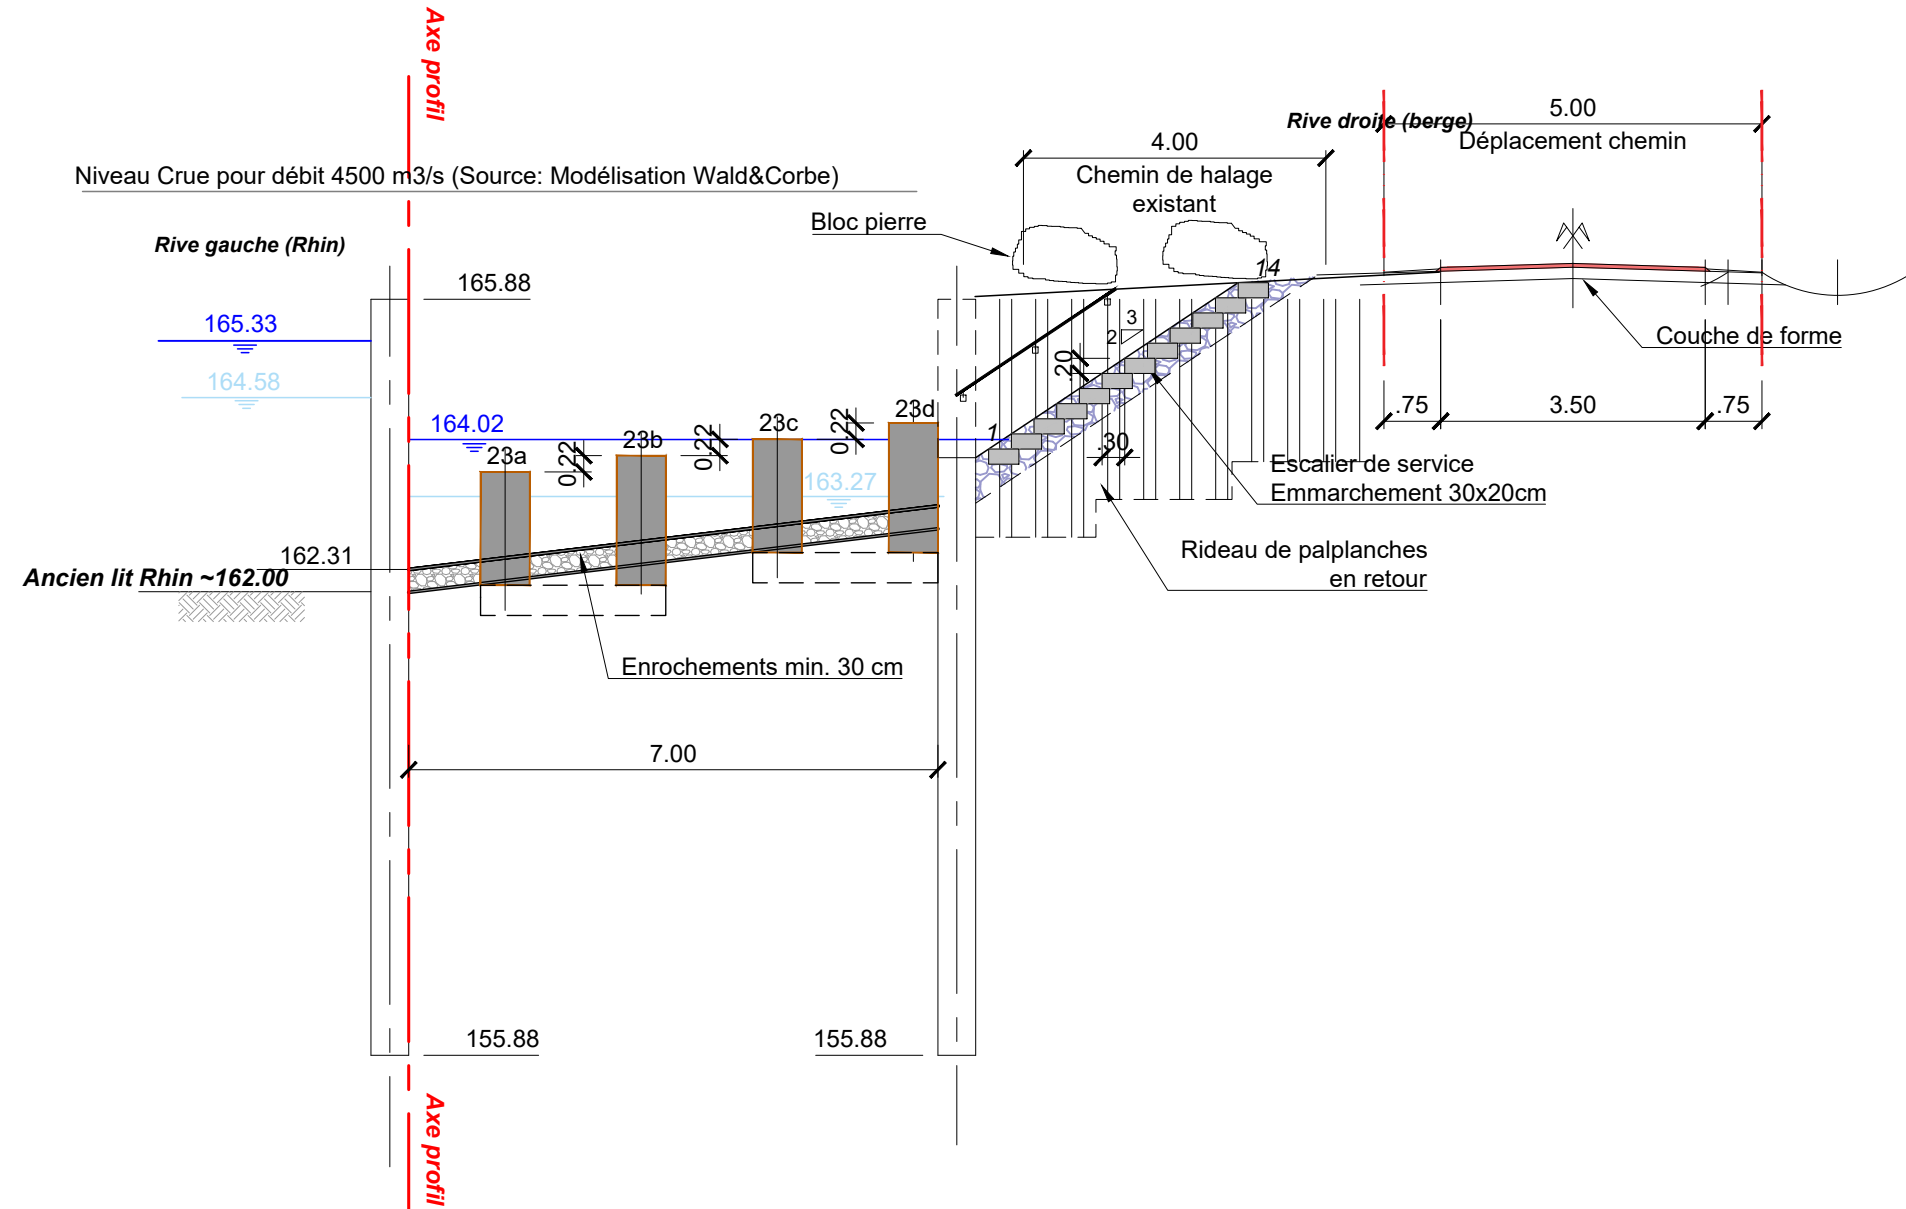 Axe profil
5.00
Rive droite (berge)
Déplacement chemin
4.00
Niveau Crue pour débit 4500 m3/s (Source: Modélisation Wald&Corbe)
Chemin de halage
existant
Bloc pierre
Rive gauche (Rhin)
14
165.88
165.33
3
2
Couche de forme
.20
164.58
.75
3.50
.75
164.02
23a
0.22
23b
0.22
23c
0.22
23d
1
.30
Escalier de service
Emmarchement 30x20cm
163.27
162.31
Ancien lit Rhin ~162.00
Rideau de palplanches
en retour
Enrochements min. 30 cm
7.00
155.88
155.88
Axe profil